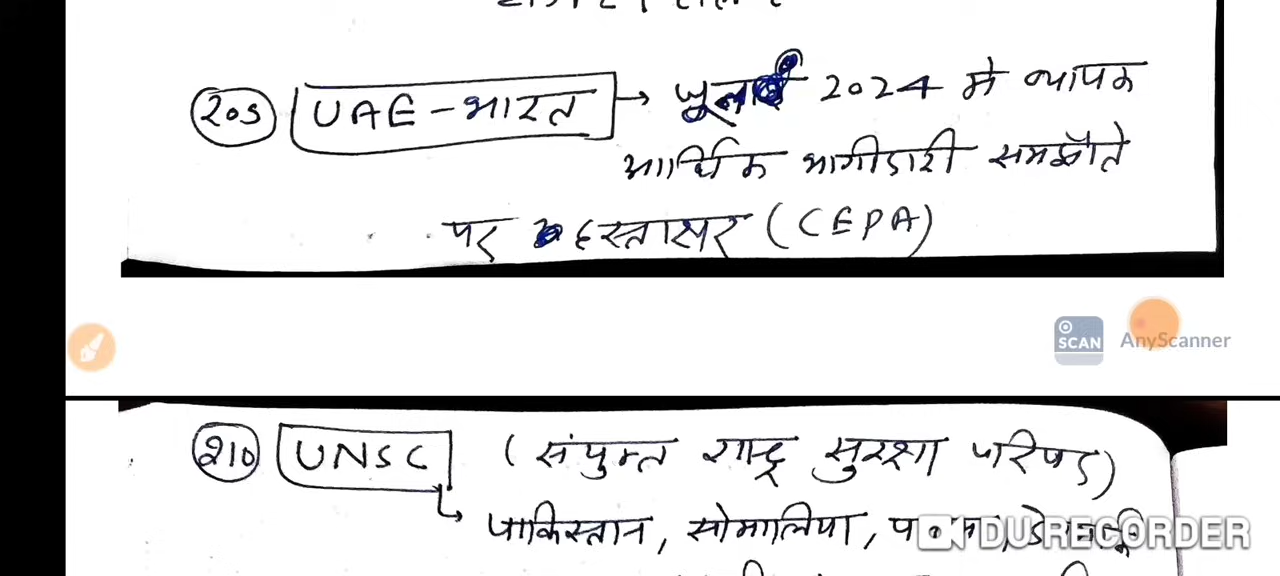 209 UAE-भारत → जुलाई 2024 मे व्यापक
आर्थिक भागीदारी समझौते
पर हस्ताक्षर (CEPA)
SCAN AnyScanner
210 UNSC (संयुक्त राष्ट्र सुरक्षा परिषद)
पाकिस्तान, सोमालिया,
DU RECORDER